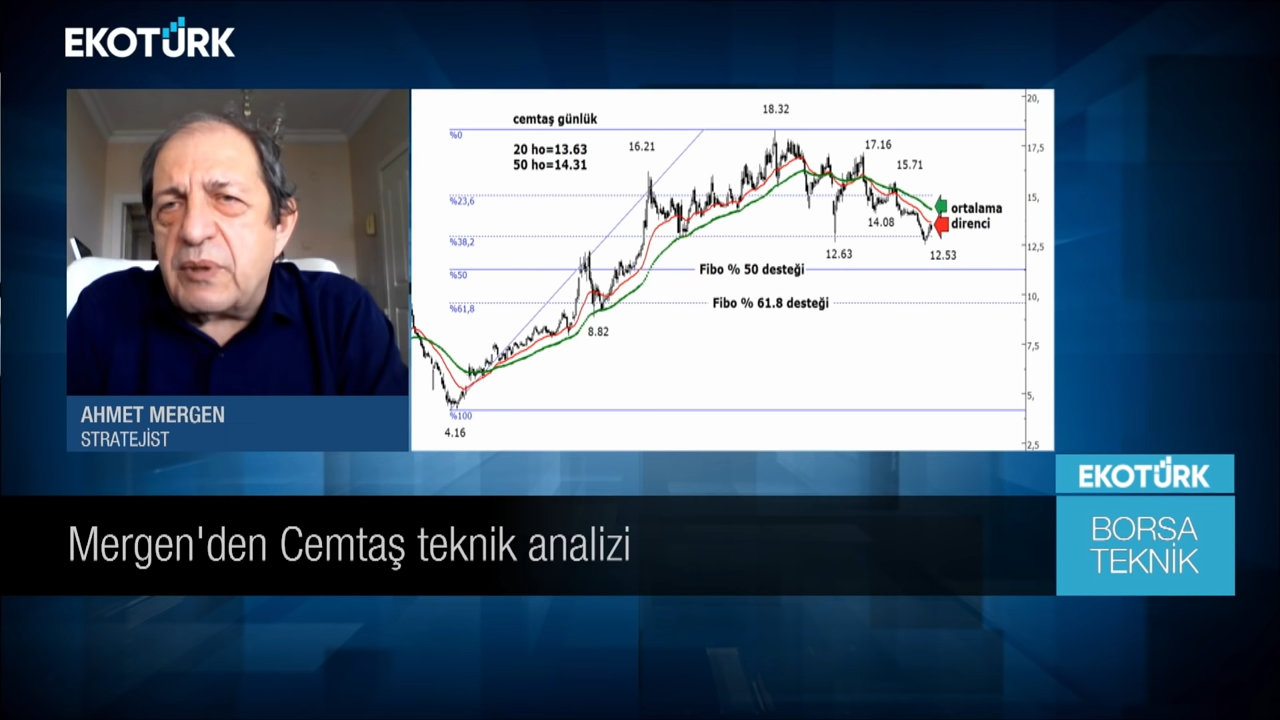 EKOTÜRK
cemtaş günlük
20 ho=13.63
50 ho=14.31
18.32
16.21
17.16
15.71
14.08
12.63
12.53
8.82
4.16
ortalama
direnci
Fibo % 50 desteği
Fibo % 61.8 desteği
%0
%23,6
%38,2
%50
%61,8
%100
20,
17,5
15,
12,5
10,
7,5
5,
2,5
AHMET MERGEN
STRATEJİST
EKOTÜRK
Mergen'den Cemtaş teknik analizi
BORSA
TEKNİK